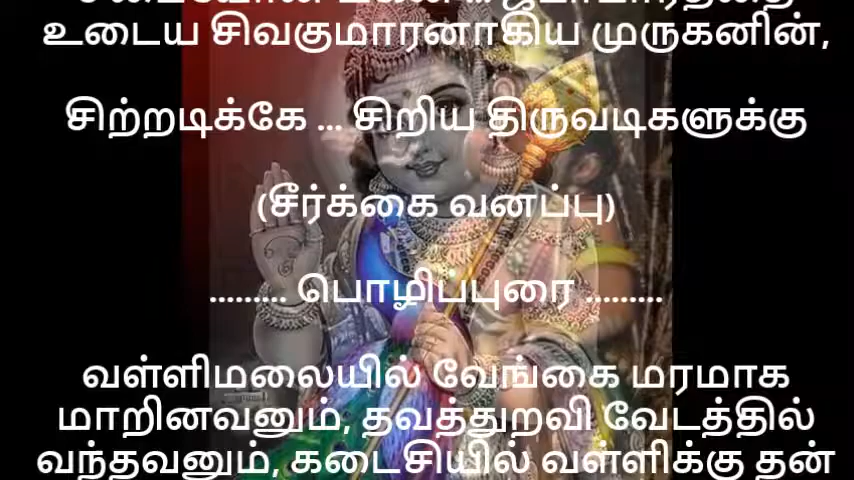 உடைய சிவகுமாரனாகிய முருகனின்,
சிற்றடிக்கே ... சிறிய திருவடிகளுக்கு
(சீர்க்கை வனப்பு)
......... பொழிப்புரை .........
வள்ளிமலையில் வேங்கை மரமாக
மாறினவனும், தவத்துறவி வேடத்தில்
வந்தவனும், கடைசியில் வள்ளிக்கு தன்